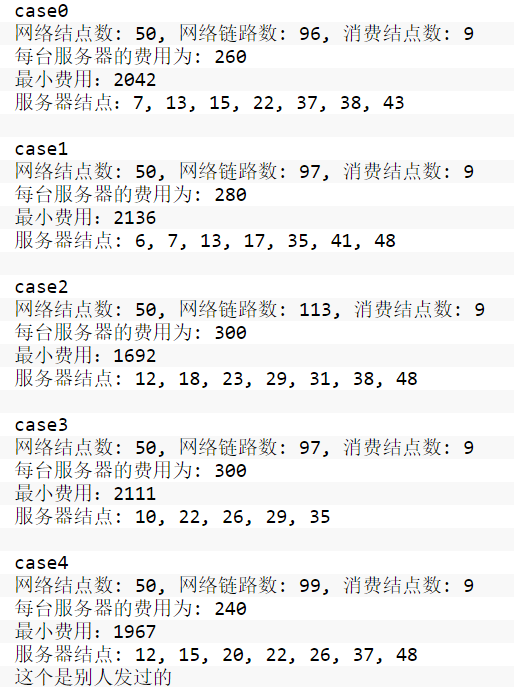 case0
网络结点数: 50, 网络链路数: 96, 消费结点数: 9
每台服务器的费用为: 260
最小费用: 2042
服务器结点: 7, 13, 15, 22, 37, 38, 43
case1
网络结点数: 50, 网络链路数: 97, 消费结点数: 9
每台服务器的费用为: 280
最小费用: 2136
服务器结点: 6, 7, 13, 17, 35, 41, 48
case2
网络结点数: 50, 网络链路数: 113, 消费结点数: 9
每台服务器的费用为: 300
最小费用: 1692
服务器结点: 12, 18, 23, 29, 31, 38, 48
case3
网络结点数: 50, 网络链路数: 97, 消费结点数: 9
每台服务器的费用为: 300
最小费用: 2111
服务器结点: 10, 22, 26, 29, 35
case4
网络结点数: 50, 网络链路数: 99, 消费结点数: 9
每台服务器的费用为: 240
最小费用: 1967
服务器结点: 12, 15, 20, 22, 26, 37, 48
这个是别人发过的